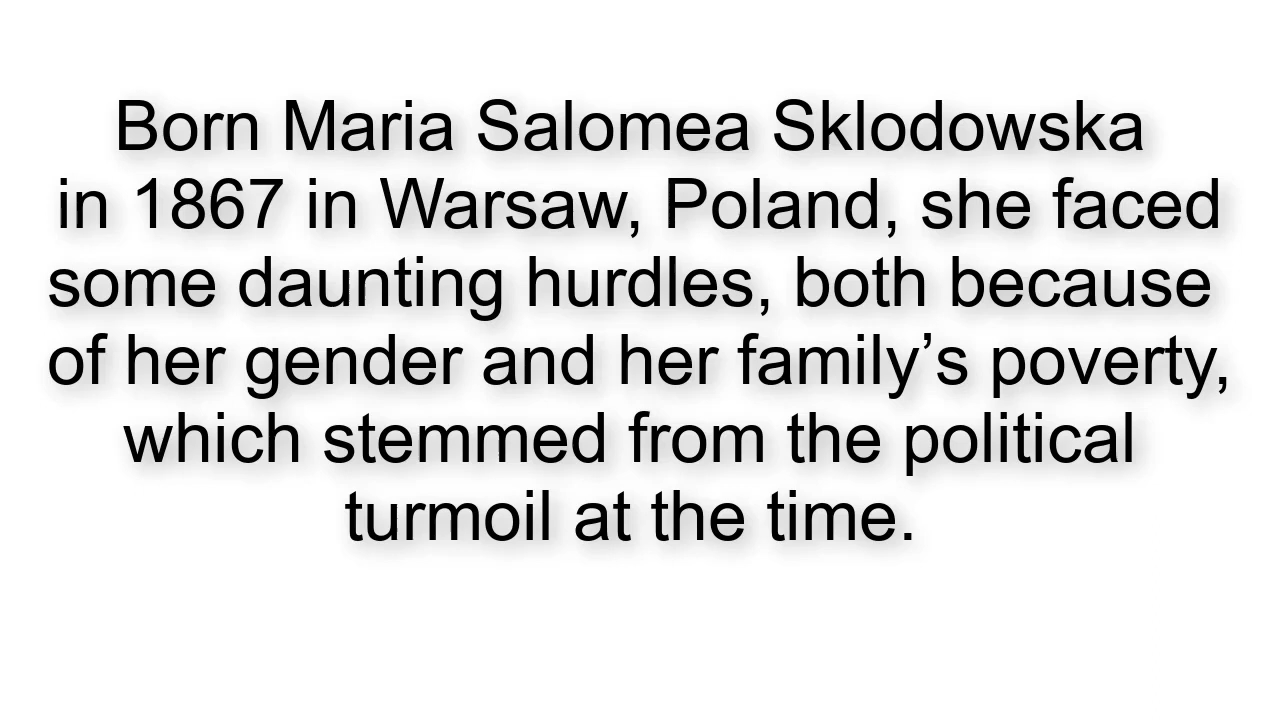 Born Maria Salomea Sklodowska
in 1867 in Warsaw, Poland, she faced
some daunting hurdles, both because
of her gender and her family’s poverty,
which stemmed from the political
turmoil at the time.